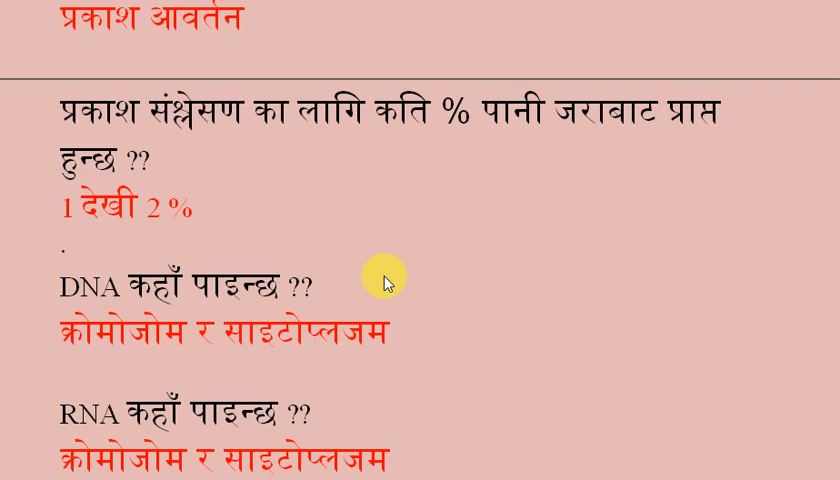 प्रकाश आवर्तन
प्रकाश संश्लेसण का लागि कति % पानी जराबाट प्राप्त
हुन्छ ??
1 देखी 2 %
.
DNA कहाँ पाइन्छ ??
क्रोमोजोम र साइटोप्लजम
RNA कहाँ पाइन्छ ??
क्रोमोजोम र साइटोप्लजम